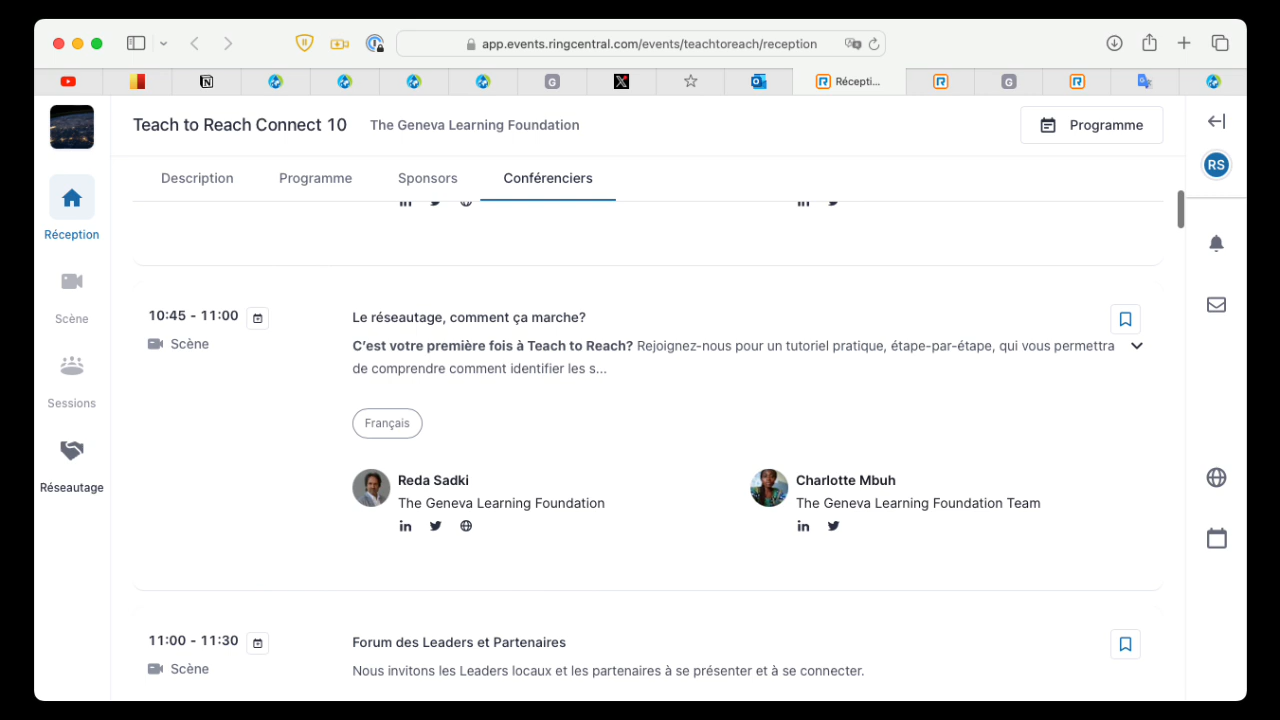 app.events.ringcentral.com/events/teachtoreach/reception
Récepti...
Teach to Reach Connect 10
The Geneva Learning Foundation
Programme
RS
Description
Programme
Sponsors
Conférenciers
Réception
Scène
Sessions
Réseautage
10:45 - 11:00
Scène
Le réseautage, comment ça marche?
C'est votre première fois à Teach to Reach? Rejoignez-nous pour un tutoriel pratique, étape-par-étape, qui vous permettra
de comprendre comment identifier les s...
Français
Reda Sadki
The Geneva Learning Foundation
Charlotte Mbuh
The Geneva Learning Foundation Team
11:00 - 11:30
Scène
Forum des Leaders et Partenaires
Nous invitons les Leaders locaux et les partenaires à se présenter et à se connecter.